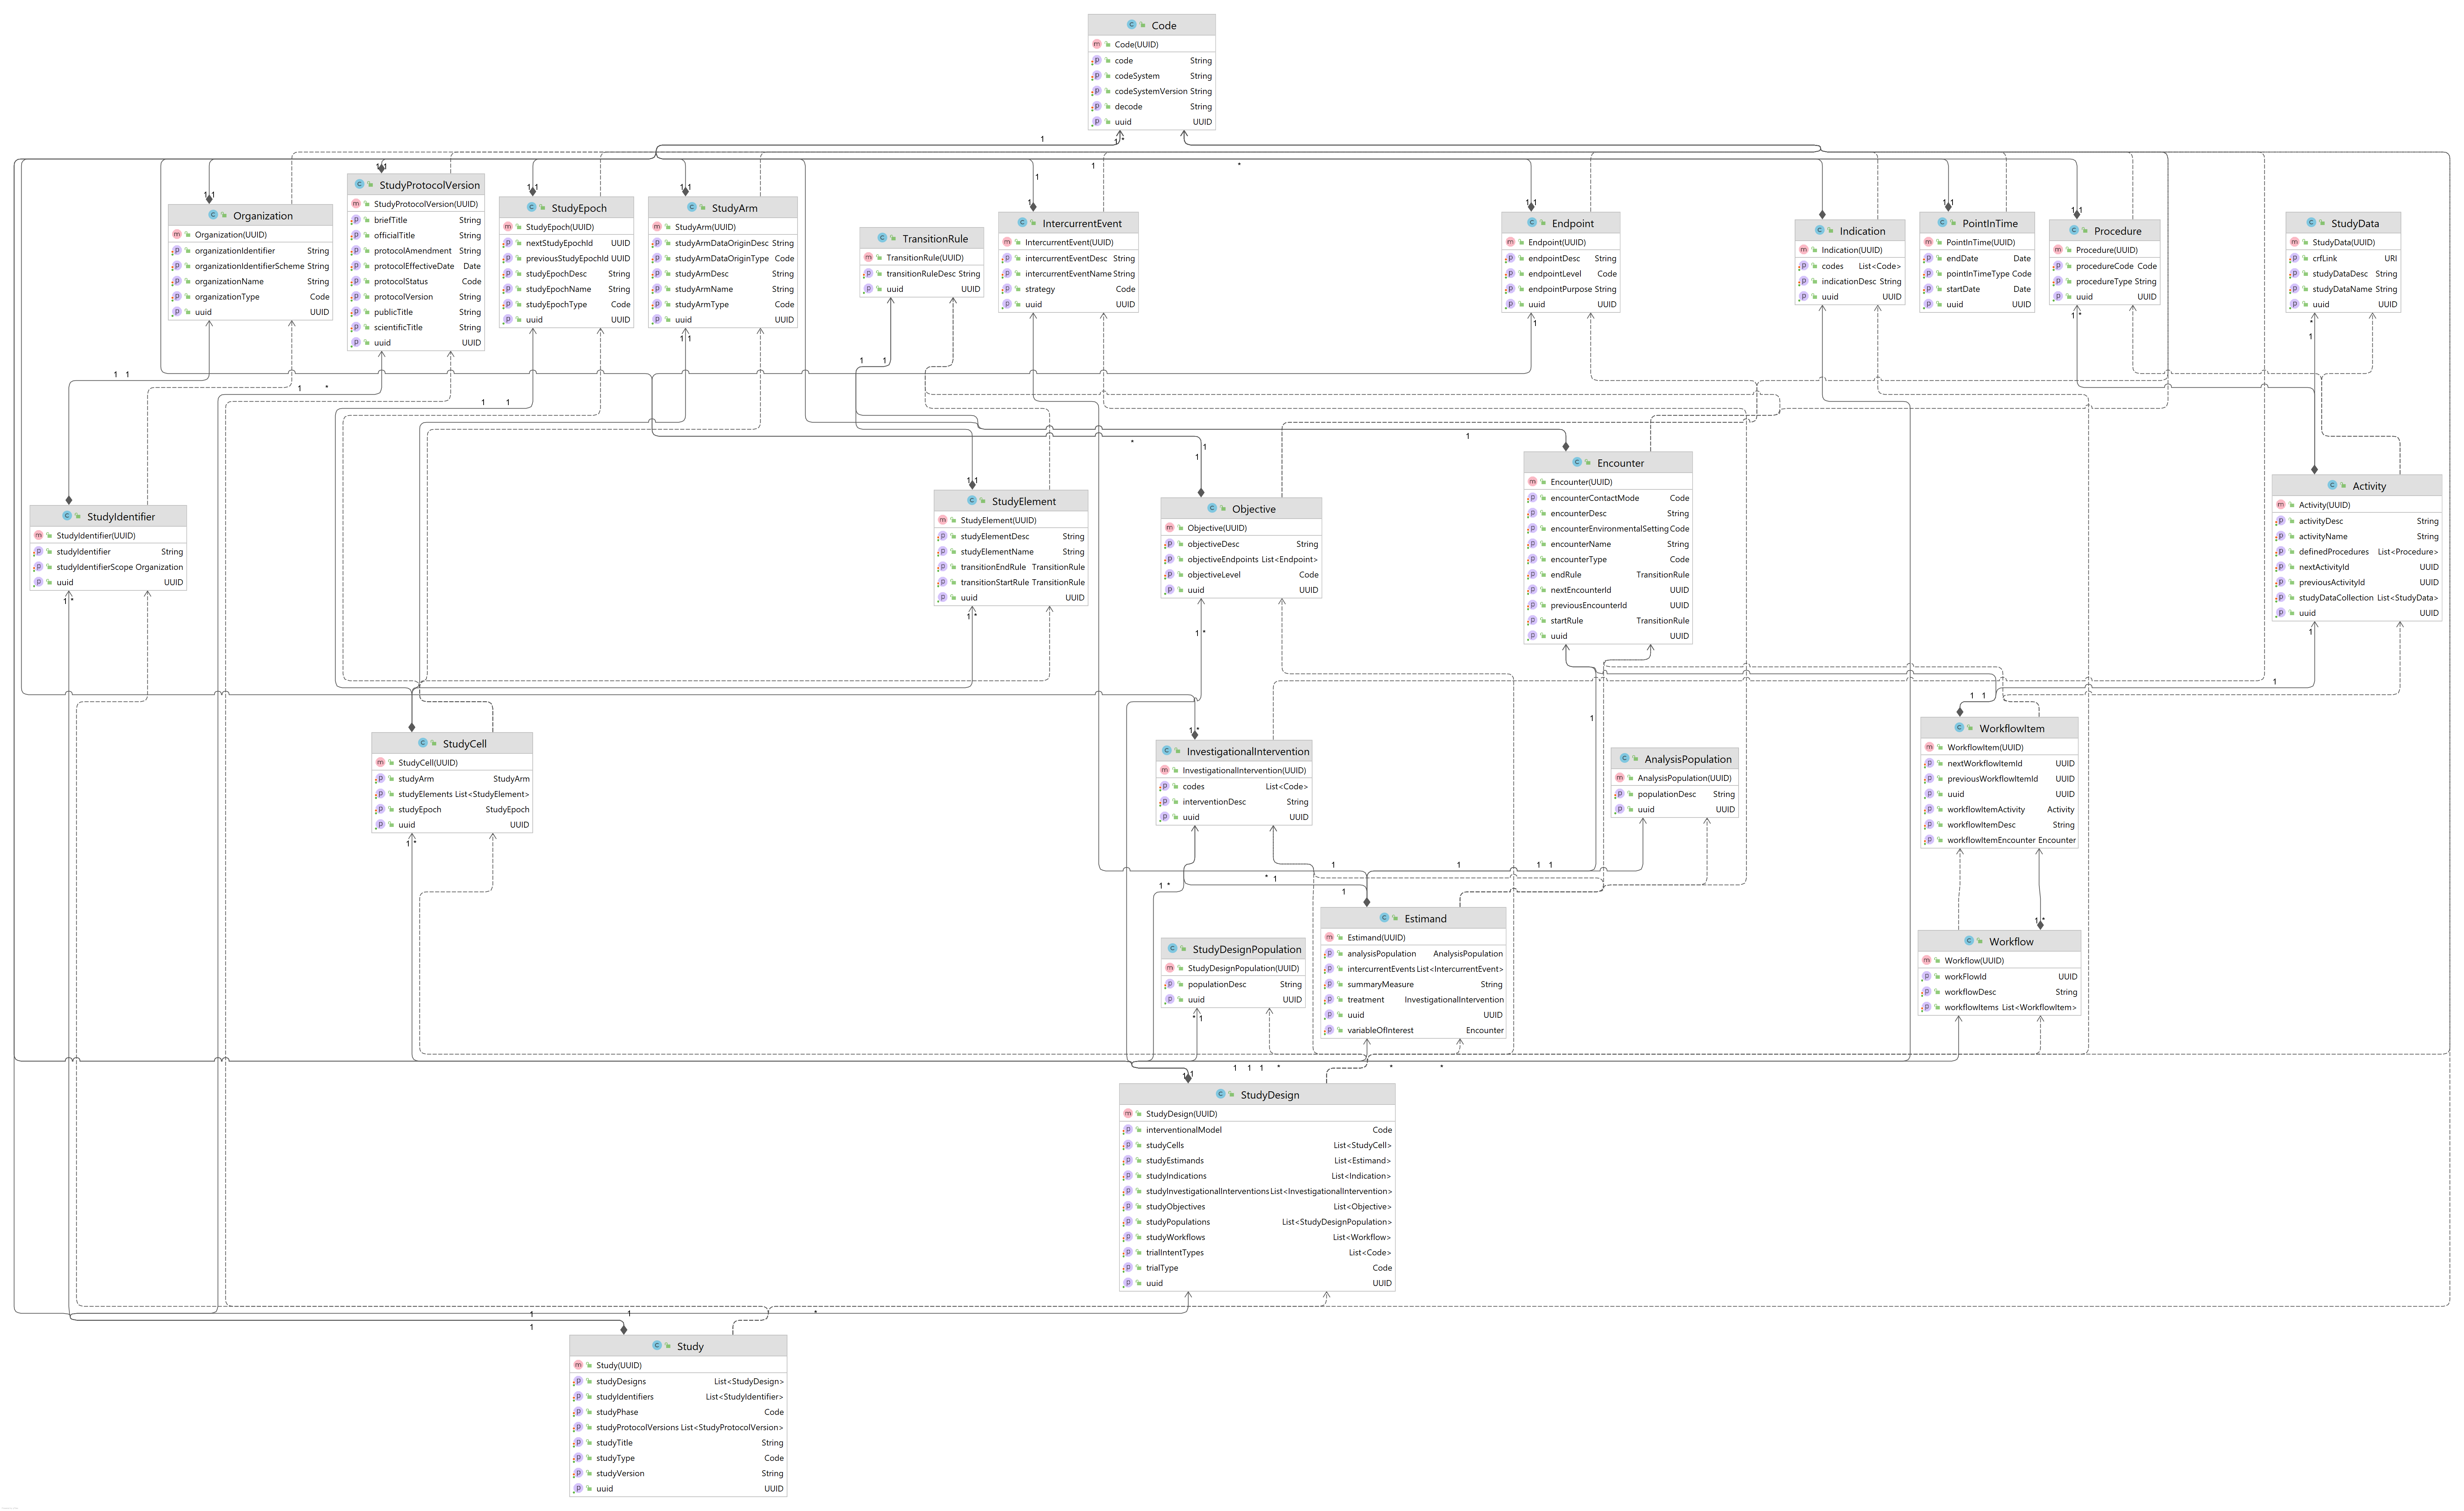 Code
Code(UUID)
code String
codeSystem String
codeSystemVersion String
decode String
uuid UUID
Organization
Organization(UUID)
organizationIdentifier String
organizationIdentifierScheme String
organizationName String
organizationType Code
uuid UUID
StudyProtocolVersion
StudyProtocolVersion(UUID)
briefTitle String
officialTitle String
protocolAmendment String
protocolEffectiveDate Date
protocolStatus Code
protocolVersion String
publicTitle String
scientificTitle String
uuid UUID
StudyEpoch
StudyEpoch(UUID)
nextStudyEpochId UUID
previousStudyEpochId UUID
studyEpochDesc String
studyEpochName String
studyEpochType Code
uuid UUID
StudyArm
StudyArm(UUID)
studyArmDataOriginDesc String
studyArmDataOriginType Code
studyArmDesc String
studyArmName String
studyArmType Code
uuid UUID
TransitionRule
TransitionRule(UUID)
transitionRuleDesc String
uuid UUID
IntercurrentEvent
IntercurrentEvent(UUID)
intercurrentEventDesc String
intercurrentEventName String
strategy Code
uuid UUID
Endpoint
Endpoint(UUID)
endpointDesc String
endpointLevel Code
endpointPurpose String
uuid UUID
Indication
Indication(UUID)
codes List<Code>
indicationDesc String
uuid UUID
PointInTime
PointInTime(UUID)
endDate Date
pointInTimeType Code
startDate Date
uuid UUID
Procedure
Procedure(UUID)
procedureCode Code
procedureType String
uuid UUID
StudyData
StudyData(UUID)
crfLink URI
studyDataDesc String
studyDataName String
uuid UUID
StudyIdentifier
StudyIdentifier(UUID)
studyIdentifier String
studyIdentifierScope Organization
uuid UUID
StudyElement
StudyElement(UUID)
studyElementDesc String
studyElementName String
transitionEndRule TransitionRule
transitionStartRule TransitionRule
uuid UUID
Objective
Objective(UUID)
objectiveDesc String
objectiveEndpoints List<Endpoint>
objectiveLevel Code
uuid UUID
Encounter
Encounter(UUID)
encounterContactMode Code
encounterDesc String
encounterEnvironmentalSetting Code
encounterName String
encounterType Code
endRule TransitionRule
nextEncounterId UUID
previousEncounterId UUID
startRule TransitionRule
uuid UUID
Activity
Activity(UUID)
activityDesc String
activityName String
definedProcedures List<Procedure>
nextActivityId UUID
previousActivityId UUID
studyDataCollection List<StudyData>
uuid UUID
StudyCell
StudyCell(UUID)
studyArm StudyArm
studyElements List<StudyElement>
studyEpoch StudyEpoch
uuid UUID
InvestigationalIntervention
InvestigationalIntervention(UUID)
codes List<Code>
interventionDesc String
uuid UUID
AnalysisPopulation
AnalysisPopulation(UUID)
populationDesc String
uuid UUID
WorkflowItem
WorkflowItem(UUID)
nextWorkflowItemId UUID
previousWorkflowItemId UUID
uuid UUID
workflowItemActivity Activity
workflowItemDesc String
workflowItemEncounter Encounter
StudyDesignPopulation
StudyDesignPopulation(UUID)
populationDesc String
uuid UUID
Estimand
Estimand(UUID)
analysisPopulation AnalysisPopulation
intercurrentEvents List<IntercurrentEvent>
summaryMeasure String
treatment InvestigationalIntervention
uuid UUID
variableOfInterest Encounter
Workflow
Workflow(UUID)
workFlowId UUID
workflowDesc String
workflowItems List<WorkflowItem>
StudyDesign
StudyDesign(UUID)
interventionalModel Code
studyCells List<StudyCell>
studyEstimands List<Estimand>
studyIndications List<Indication>
studyInvestigationalInterventions List<InvestigationalIntervention>
studyObjectives List<Objective>
studyPopulations List<StudyDesignPopulation>
studyWorkflows List<Workflow>
trialIntentTypes List<Code>
trialType Code
uuid UUID
Study
Study(UUID)
studyDesigns List<StudyDesign>
studyIdentifiers List<StudyIdentifier>
studyPhase Code
studyProtocolVersions List<StudyProtocolVersion>
studyTitle String
studyType Code
studyVersion String
uuid UUID